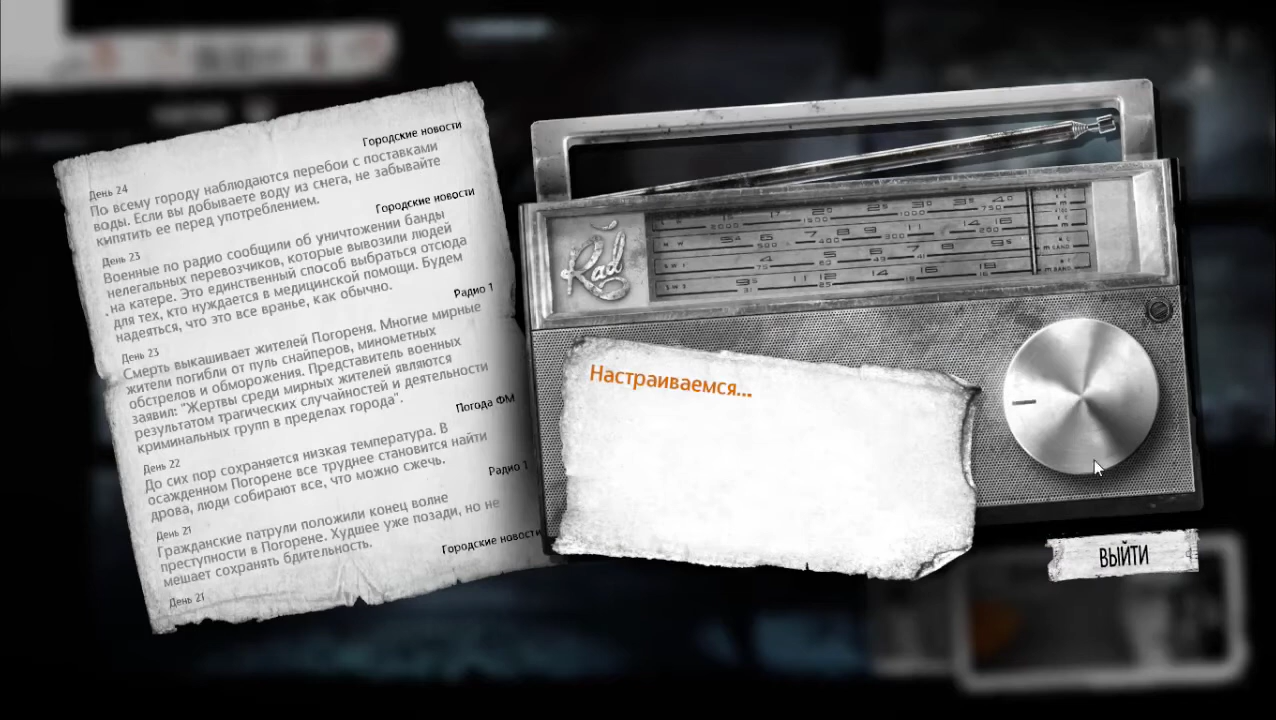 Городские новости
День 24
По всему городу наблюдаются перебои с поставками
воды. Если вы добываете воду из снега, не забывайте
кипятить ее перед употреблением.
Городские новости
День 23
Военные по радио сообщили об уничтожении банды
нелегальных перевозчиков, которые вывозили людей
на катере. Это единственный способ выбраться отсюда
для тех, кто нуждается в медицинской помощи. Будем
надеяться, что это все вранье, как обычно.
Радио 1
День 23
Смерть выкашивает жителей Погореня. Многие мирные
жители погибли от пуль снайперов, минометных
обстрелов и обморожения. Представитель военных
заявил: "Жертвы среди мирных жителей являются
результатом трагических случайностей и деятельности
криминальных групп в пределах города".
Погода ФМ
День 22
До сих пор сохраняется низкая температура. В
осажденном Погорене все труднее становится найти
дрова, люди собирают все, что можно сжечь.
Радио 1
День 21
Гражданские патрули положили конец волне
преступности в Погорене. Худшее уже позади, но не
мешает сохранять бдительность.
Городские новости
День 21
Rad
Настраиваемся...
ВЫЙТИ